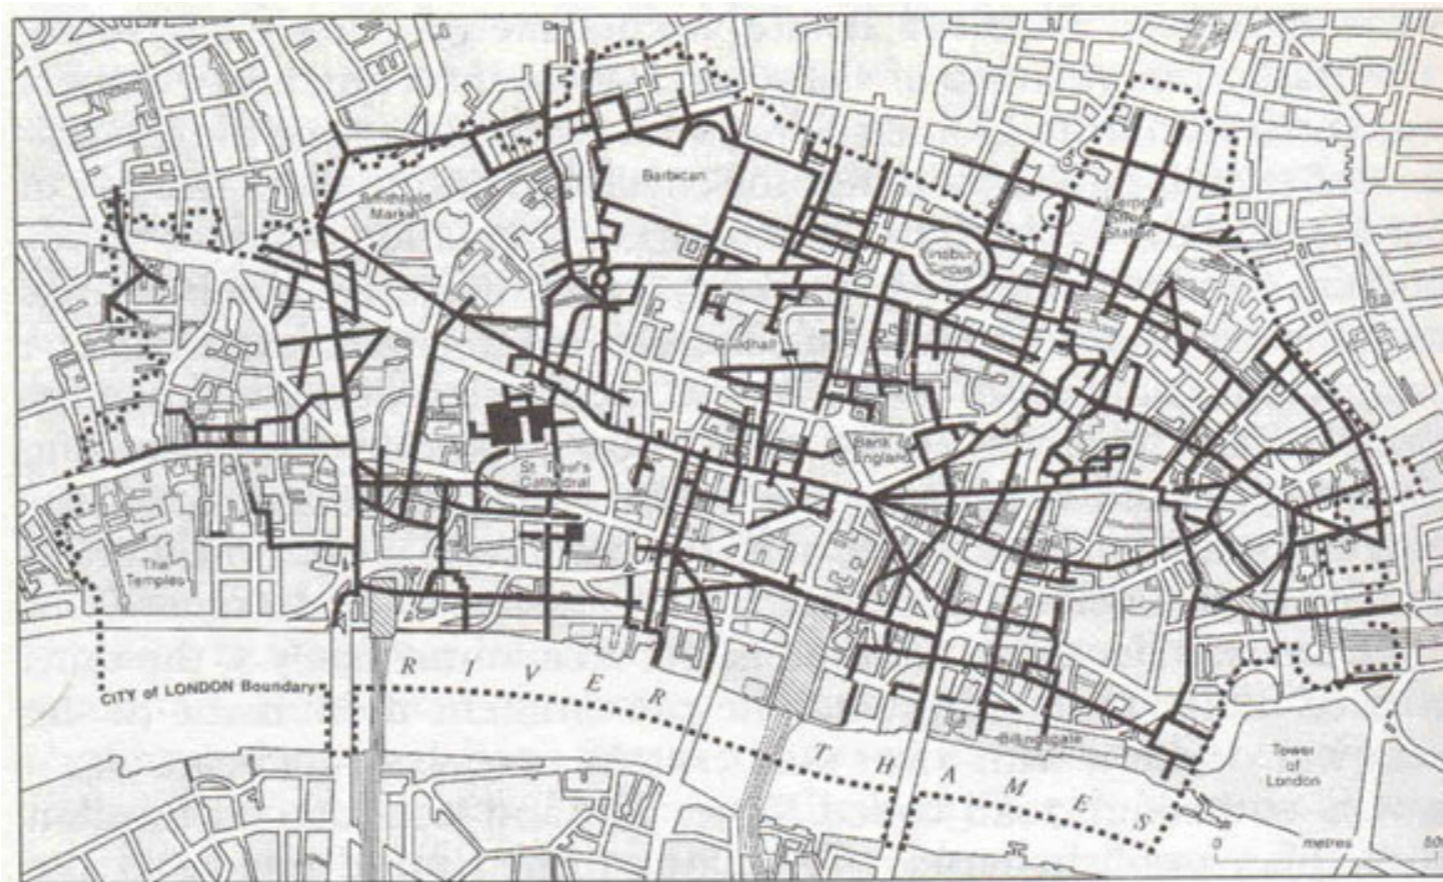 Barbican
Smithfield
Market
Liverpool
Street
Station
Finsbury
Circus
Guildhall
Bank of
England
St Paul's
Cathedral
The
Temples
CITY of LONDON Boundary
RIVER
THAMES
Billingsgate
Tower
of
London
0 metres 500